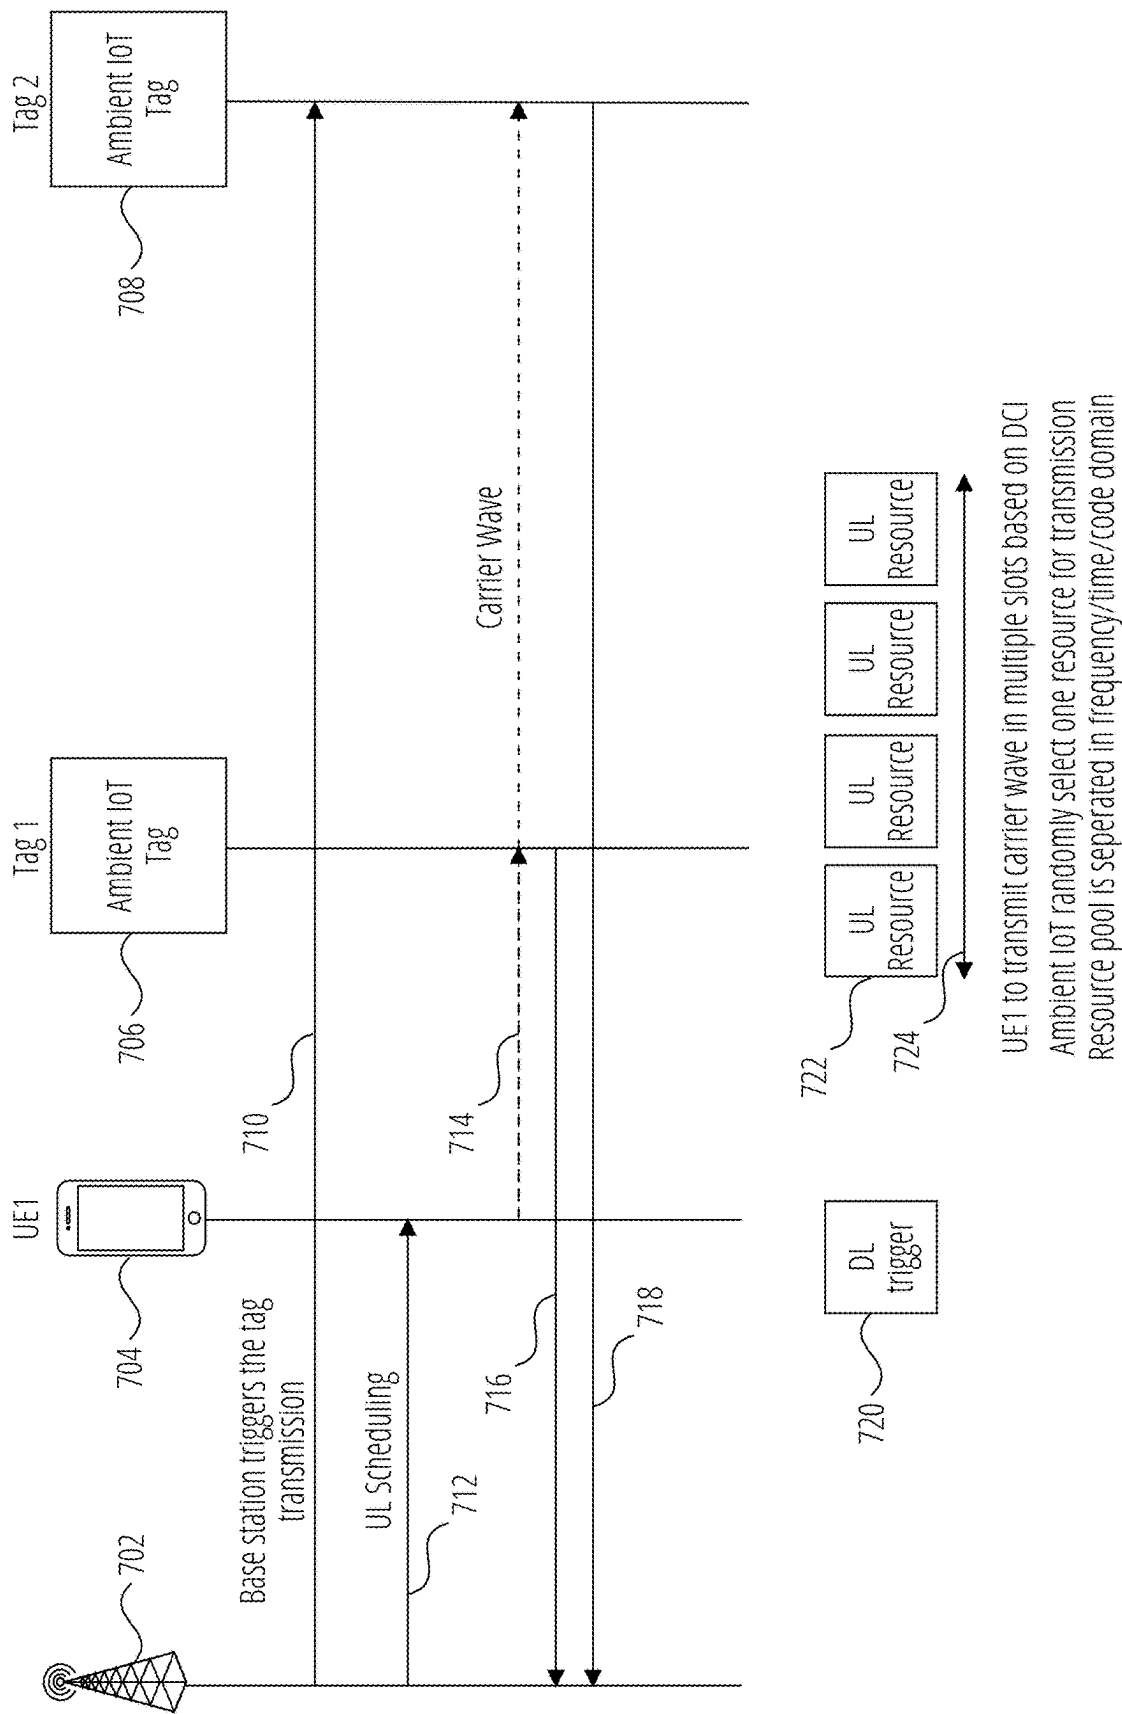 702
UE1
704
Tag 1
Ambient IoT
Tag
706
Tag 2
Ambient IoT
Tag
708
Base station triggers the tag
transmission
710
UL Scheduling
712
Carrier Wave
714
716
718
DL
trigger
720
UL
Resource
UL
Resource
UL
Resource
UL
Resource
722
724
UE1 to transmit carrier wave in multiple slots based on DCI
Ambient IoT randomly select one resource for transmission
Resource pool is seperated in frequency/time/code domain